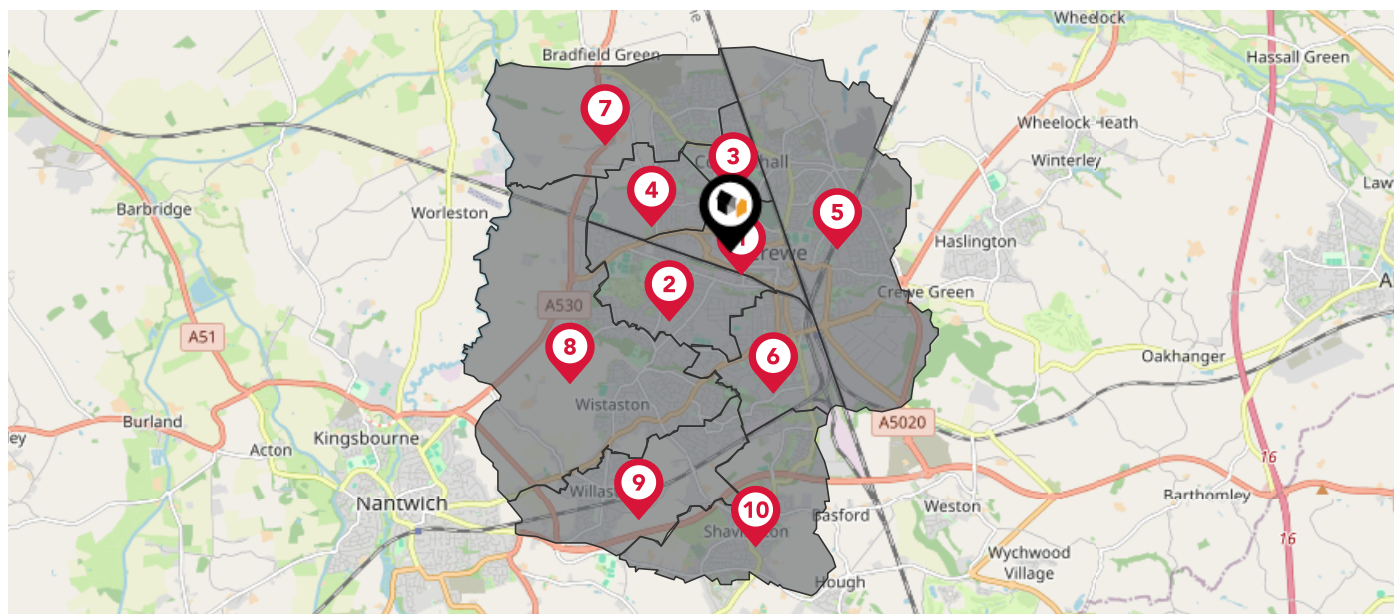 Wheelock
Bradfield Green
Hassall Green
7
Wheelock Heath
3
Winterley
4
Barbridge
Worleston
5
1
Crewe
Haslington
2
A530
Crewe Green
A51
8
6
Oakhanger
Wistaston
Burland
A5020
Kingsbourne
Acton
16
9
Nantwich
10
Barthomley
Weston
Basford
16
Wychwood
Village
Hough